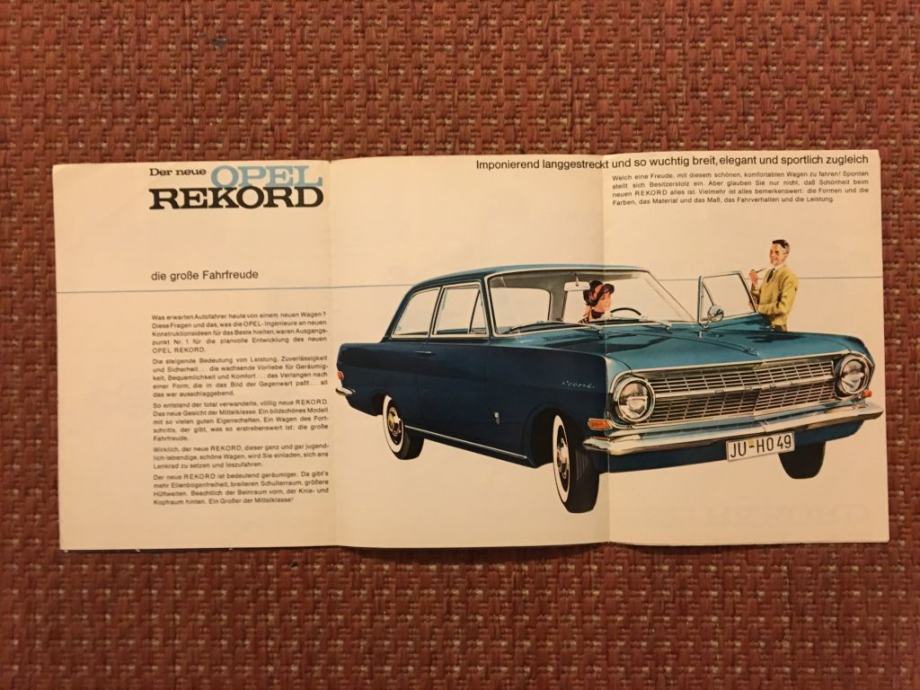 Der neue OPEL
REKORD
die große Fahrfreude
Was erwarten Autofahrer heute von einem neuen Wagen?
Diese Fragen und das, was die OPEL-Ingenieure an neuen
Konstruktionsideen für das Beste hielten, waren Ausgangs-
punkt Nr. 1 für die planvolle Entwicklung des neuen
OPEL REKORD.
Die steigende Bedeutung von Leistung, Zuverlässigkeit
und Sicherheit... die wachsende Vorliebe für Geräumig-
keit, Bequemlichkeit und Komfort... das Verlangen nach
einer Form, die in das Bild der Gegenwart paßt... all
das war ausschlaggebend.
So entstand der total verwandelte, völlig neue REKORD.
Das neue Gesicht der Mittelklasse. Ein bildschönes Modell
mit so vielen guten Eigenschaften. Ein Wagen des Fort-
schritts, der gibt, was so erstrebenswert ist: die große
Fahrfreude.
Wirklich, der neue REKORD, dieser ganz und gar jugend-
lich-lebendige, schöne Wagen, wird Sie einladen, sich ans
Lenkrad zu setzen und loszufahren.
Der neue REKORD ist bedeutend geräumiger. Da gibt's
mehr Ellenbogenfreiheit, breiteren Schulterraum, größere
Hüftweiten. Beachtlich der Beinraum vorn, der Knie- und
Kopfraum hinten. Ein Großer der Mittelklasse!
Imponierend langgestreckt und so wuchtig breit, elegant und sportlich zugleich
Welch eine Freude, mit diesem schönen, komfortablen Wagen zu fahren! Spontan
stellt sich Besitzerstolz ein. Aber glauben Sie nur nicht, daß Schönheit beim
neuen REKORD alles ist. Vielmehr ist alles bemerkenswert: die Formen und die
Farben, das Material und das Maß, das Fahrverhalten und die Leistung.
Rekord
JU-HO 49